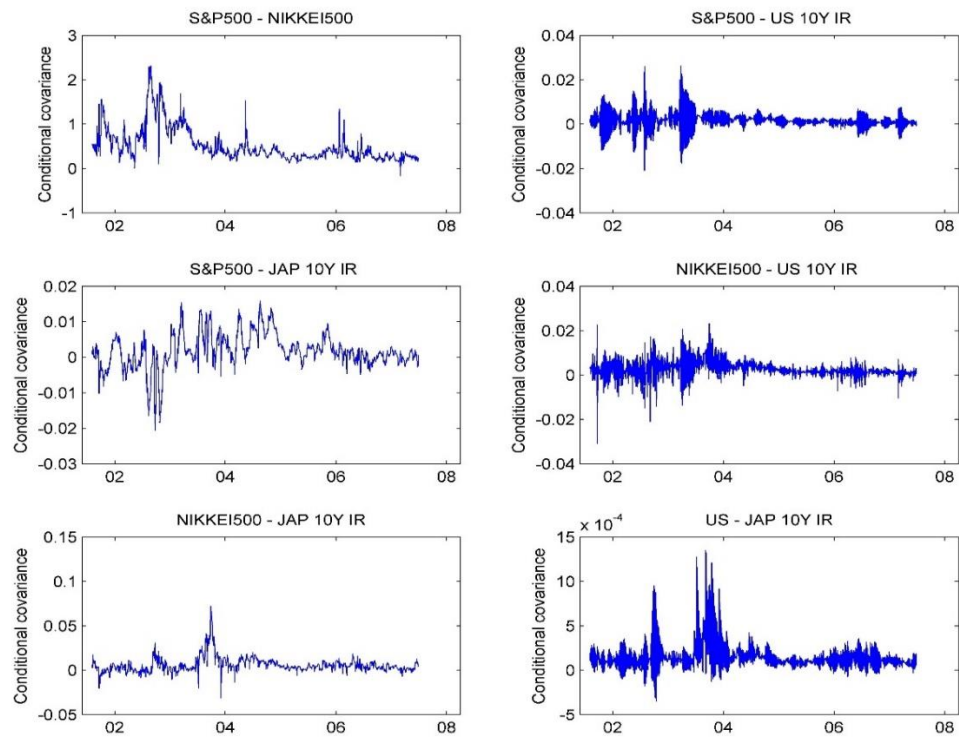 S&P500 - NIKKEI500
Conditional covariance
3
2
1
0
-1
02 04 06 08
S&P500 - US 10Y IR
Conditional covariance
0.04
0.02
0
-0.02
-0.04
02 04 06 08
S&P500 - JAP 10Y IR
Conditional covariance
0.02
0.01
0
-0.01
-0.02
-0.03
02 04 06 08
NIKKEI500 - US 10Y IR
Conditional covariance
0.04
0.02
0
-0.02
-0.04
02 04 06 08
NIKKEI500 - JAP 10Y IR
Conditional covariance
0.15
0.1
0.05
0
-0.05
02 04 06 08
US - JAP 10Y IR
x 10-4
Conditional covariance
15
10
5
0
-5
02 04 06 08